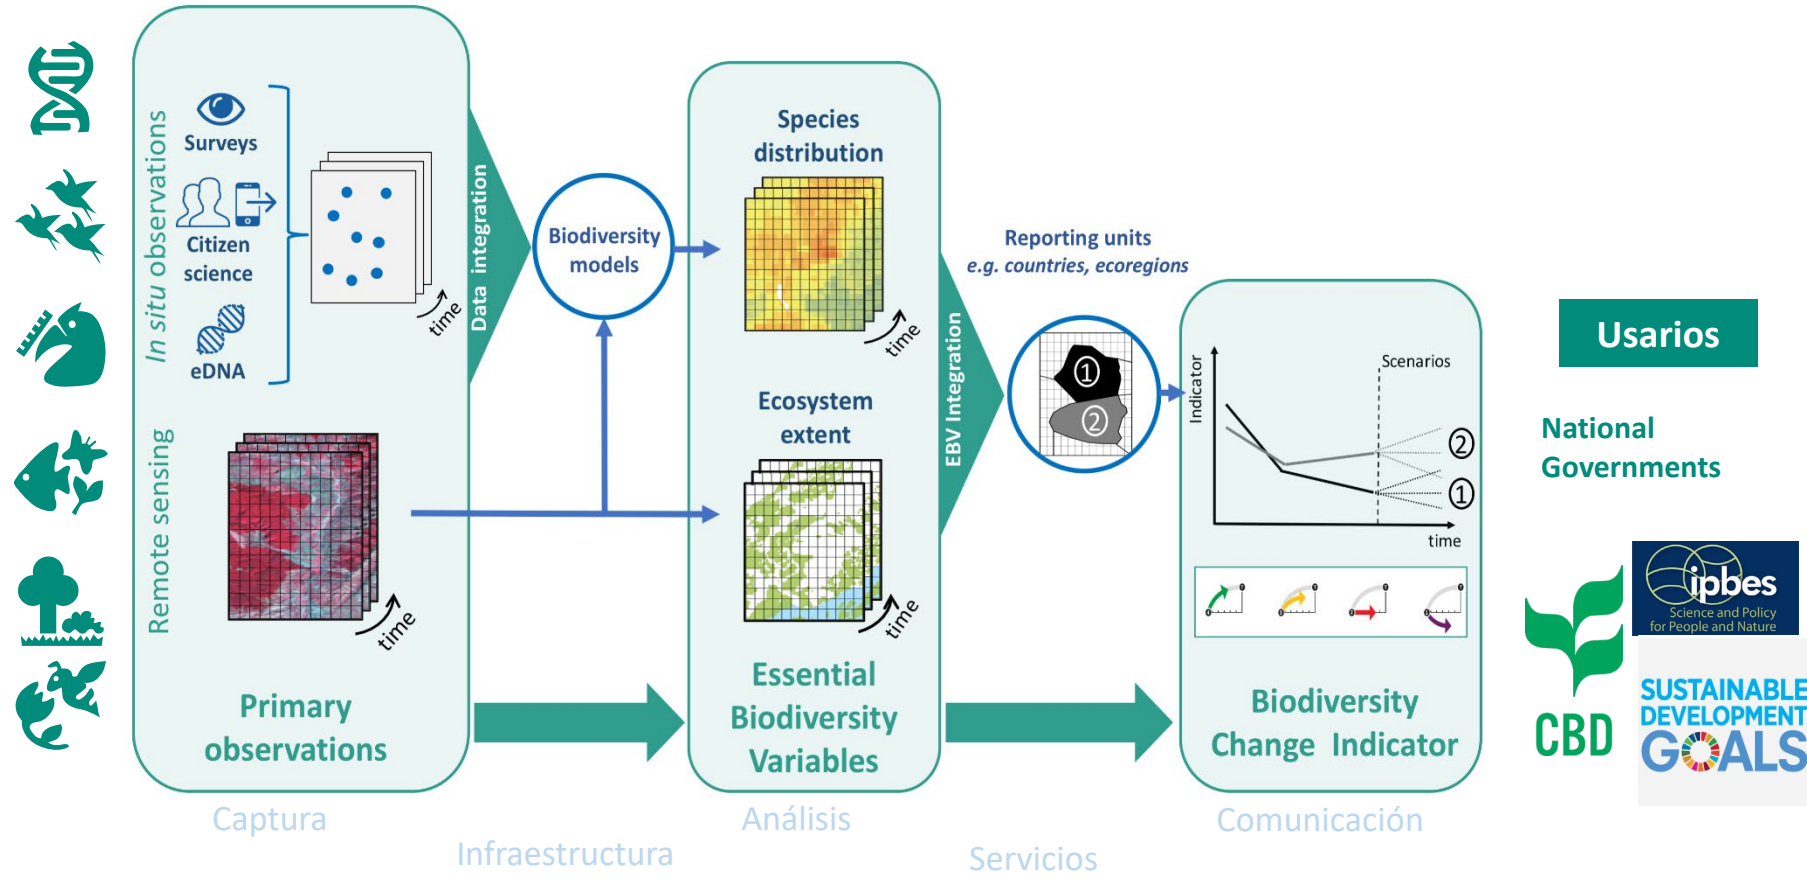 In situ observations
Surveys
Citizen
science
eDNA
time
Remote sensing
time
Primary
observations
Data integration
Biodiversity
models
Species
distribution
time
Ecosystem
extent
time
Essential
Biodiversity
Variables
EBV Integration
Reporting units
e.g. countries, ecoregions
1
2
Indicator
Scenarios
2
1
time
Biodiversity
Change Indicator
Usarios
National
Governments
CBD
ipbes
Science and Policy
for People and Nature
SUSTAINABLE
DEVELOPMENT
GOALS
Captura
Análisis
Comunicación
Infraestructura
Servicios